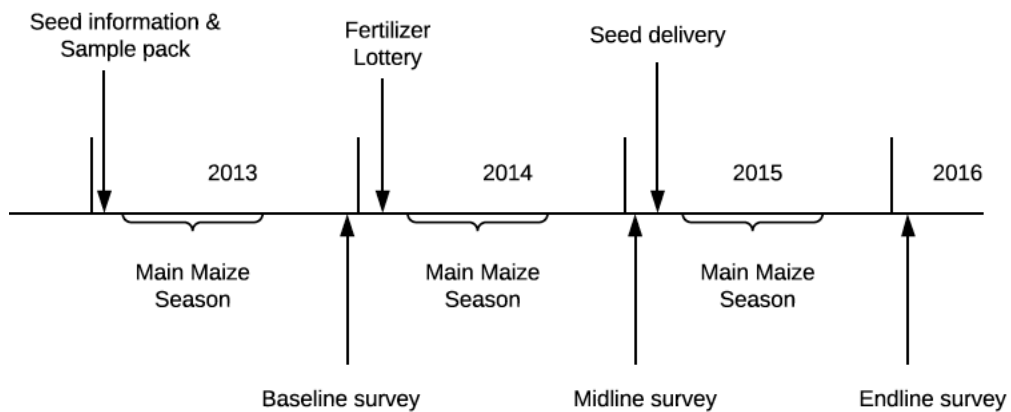 Seed information &
Sample pack
Fertilizer
Lottery
Seed delivery
2013
2014
2015
2016
Main Maize
Season
Main Maize
Season
Main Maize
Season
Baseline survey
Midline survey
Endline survey